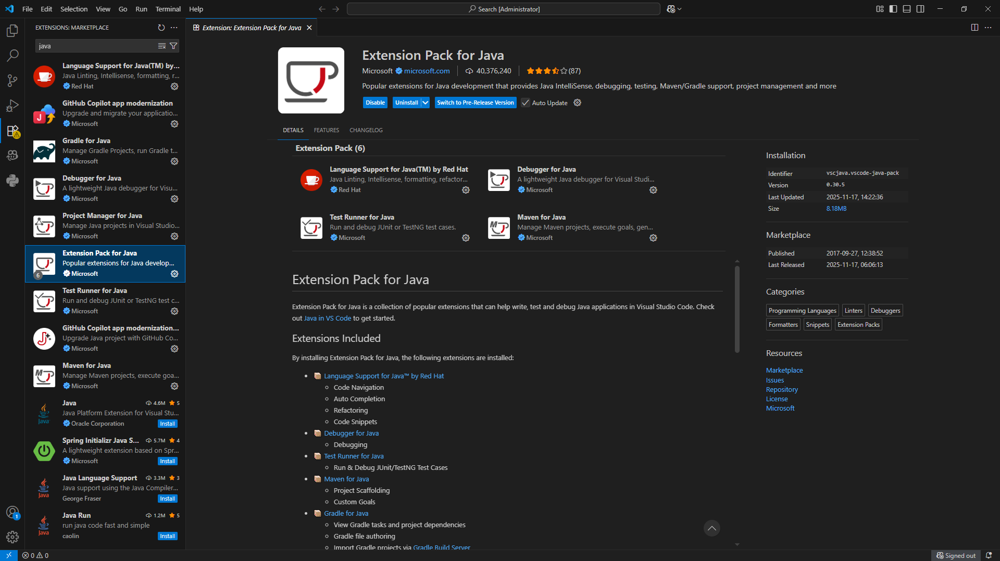 File Edit Selection View Go Run Terminal Help
Search [Administrator]
EXTENSIONS: MARKETPLACE
java
Language Support for Java(TM) by...
Java Linting, Intellisense, formatting, r...
Red Hat
GitHub Copilot app modernization
Upgrade and migrate your applicatio...
Microsoft
Gradle for Java
Manage Gradle Projects, run Gradle t...
Microsoft
Debugger for Java
A lightweight Java debugger for Visu...
Microsoft
Project Manager for Java
Manage Java projects in Visual Studio...
Microsoft
Extension Pack for Java
Popular extensions for Java develop...
6
Microsoft
Test Runner for Java
Run and debug JUnit or TestNG test c...
Microsoft
GitHub Copilot app modernization...
Upgrade Java project with GitHub Co...
Microsoft
Maven for Java
Manage Maven projects, execute goa...
Microsoft
Java 4.6M 5
Java Platform Extension for Visual Stu...
Oracle Corporation Install
Spring Initializr Java S... 5.7M 4
A lightweight extension based on Spr...
Microsoft Install
Java Language Support 3.3M 3
Java support using the Java Compiler...
George Fraser Install
Java Run 1.2M 5
run java code fast and simple
caolin Install
Extension: Extension Pack for Java
Extension Pack for Java
Microsoft microsoft.com 40,376,240 (87)
Popular extensions for Java development that provides Java IntelliSense, debugging, testing, Maven/Gradle support, project management and more
Disable Uninstall Switch to Pre-Release Version Auto Update
DETAILS FEATURES CHANGELOG
Extension Pack (6)
Language Support for Java(TM) by Red Hat
Java Linting, Intellisense, formatting, refactor...
Red Hat
Debugger for Java
A lightweight Java debugger for Visual Studi...
Microsoft
Test Runner for Java
Run and debug JUnit or TestNG test cases.
Microsoft
Maven for Java
Manage Maven projects, execute goals, gen...
Microsoft
Extension Pack for Java
Extension Pack for Java is a collection of popular extensions that can help write, test and debug Java applications in Visual Studio Code. Check
out Java in VS Code to get started.
Extensions Included
By installing Extension Pack for Java, the following extensions are installed:
Language Support for Java™ by Red Hat
Code Navigation
Auto Completion
Refactoring
Code Snippets
Debugger for Java
Debugging
Test Runner for Java
Run & Debug JUnit/TestNG Test Cases
Maven for Java
Project Scaffolding
Custom Goals
Gradle for Java
View Gradle tasks and project dependencies
Gradle file authoring
Import Gradle projects via Gradle Build Server
Installation
Identifier vscjava.vscode-java-pack
Version 0.30.5
Last Updated 2025-11-17, 14:22:36
Size 8.18MB
Marketplace
Published 2017-09-27, 12:38:52
Last Released 2025-11-17, 06:06:13
Categories
Programming Languages Linters Debuggers
Formatters Snippets Extension Packs
Resources
Marketplace
Issues
Repository
License
Microsoft
1
0 0
Signed out